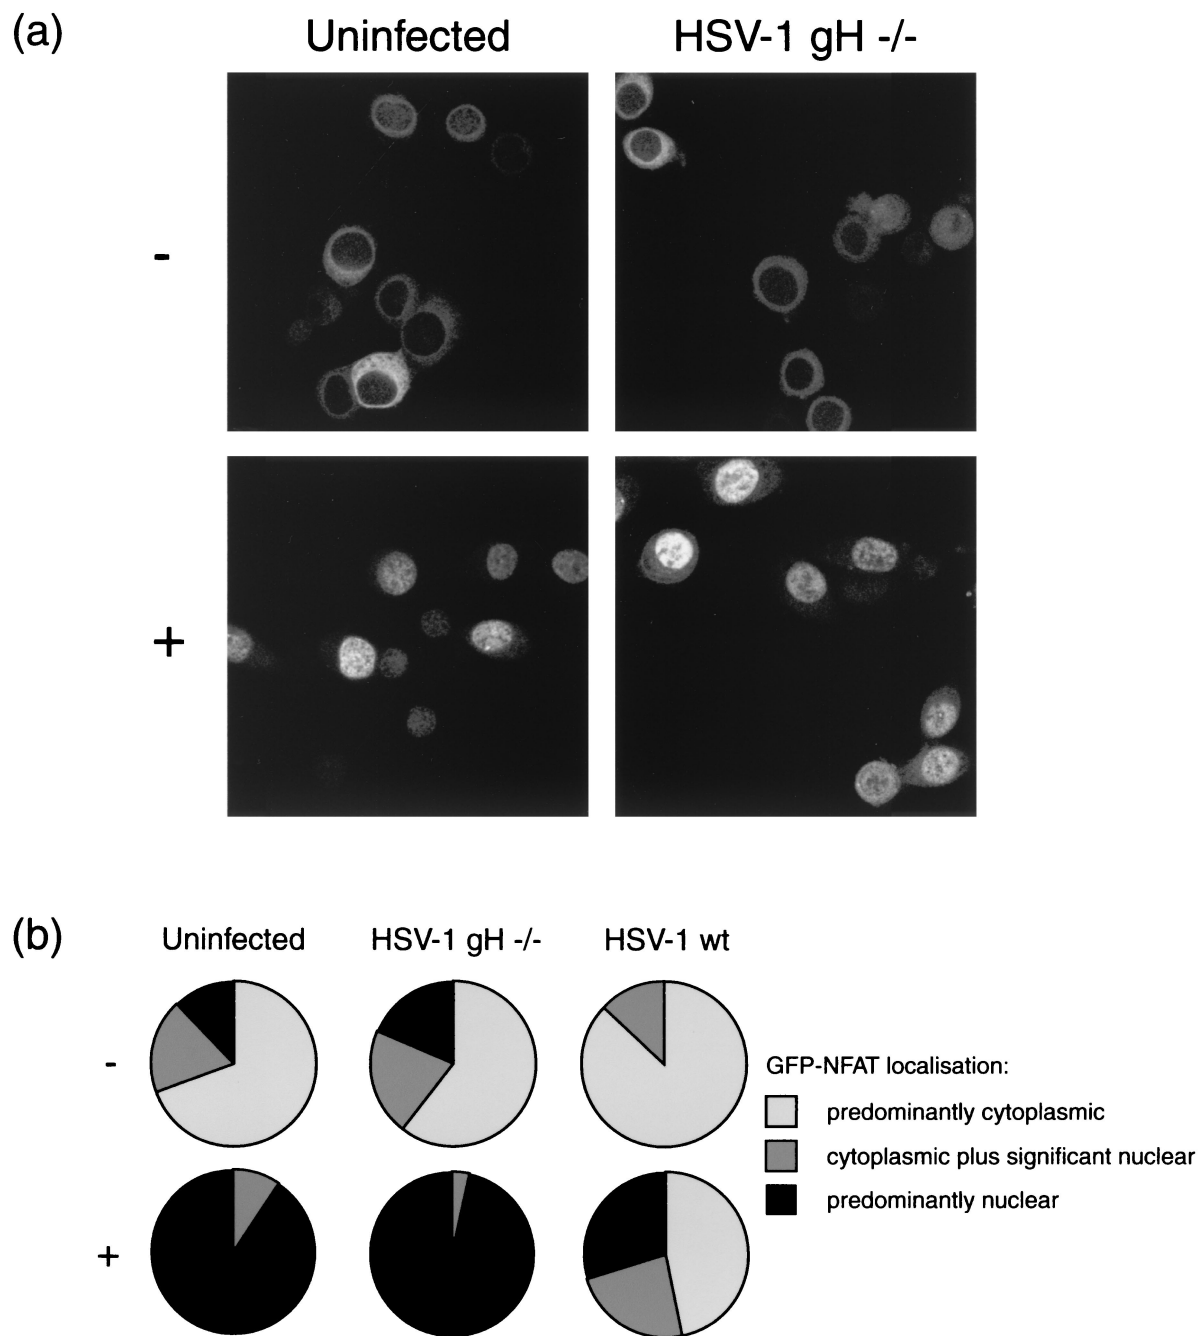 (a)
Uninfected HSV-1 gH -/-
-
+
(b)
Uninfected HSV-1 gH -/- HSV-1 wt
-
GFP-NFAT localisation:
predominantly cytoplasmic
cytoplasmic plus significant nuclear
predominantly nuclear
+